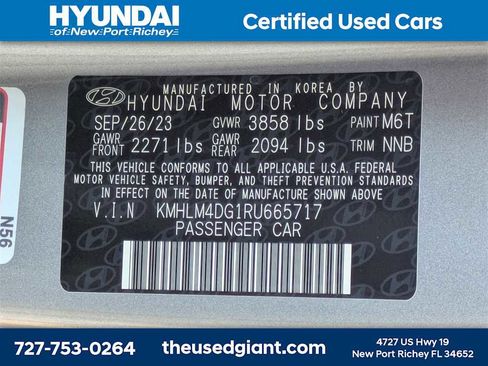 HYUNDAI
of New Port Richey
Certified Used Cars
MANUFACTURED IN KOREA BY
HYUNDAI MOTOR COMPANY
SEP/26/23 GVWR 3858 lbs PAINT M6T
GAWR FRONT 2271 lbs GAWR REAR 2094 lbs TRIM NNB
THIS VEHICLE CONFORMS TO ALL APPLICABLE U.S.A. FEDERAL
MOTOR VEHICLE SAFETY, BUMPER, AND THEFT PREVENTION
STANDARDS IN EFFECT ON THE DATE OF MANUFACTURE SHOWN ABOVE
V.I.N KMHLM4DG1RU665717
PASSENGER CAR
N56
727-753-0264
theusedgiant.com
4727 US Hwy 19
New Port Richey FL 34652